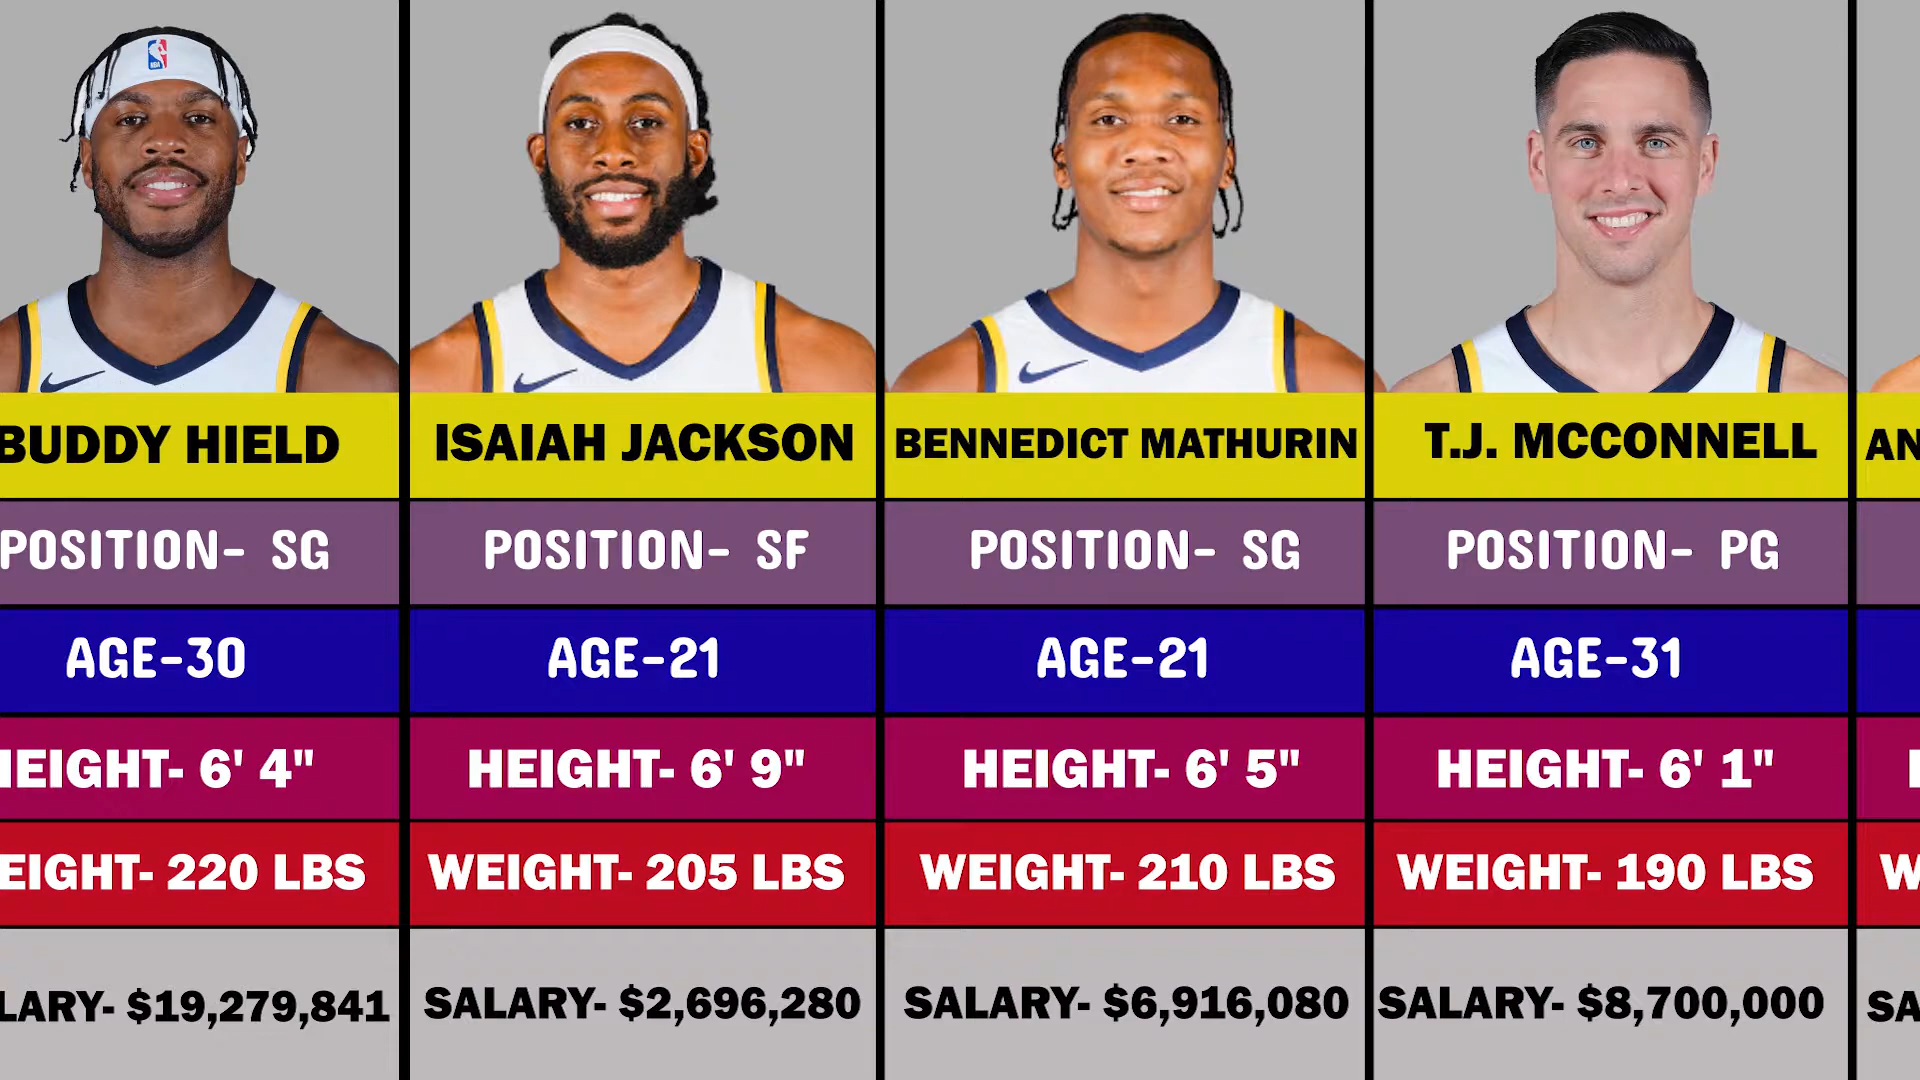 NBA
BUDDY HIELD
POSITION- SG
AGE-30
HEIGHT- 6' 4"
EIGHT- 220 LBS
LARY- $19,279,841
ISAIAH JACKSON
POSITION- SF
AGE-21
HEIGHT- 6' 9"
WEIGHT- 205 LBS
SALARY- $2,696,280
BENNEDICT MATHURIN
POSITION- SG
AGE-21
HEIGHT- 6' 5"
WEIGHT- 210 LBS
SALARY- $6,916,080
T.J. MCCONNELL
POSITION- PG
AGE-31
HEIGHT- 6' 1"
WEIGHT- 190 LBS
SALARY- $8,700,000
AN
W
SA